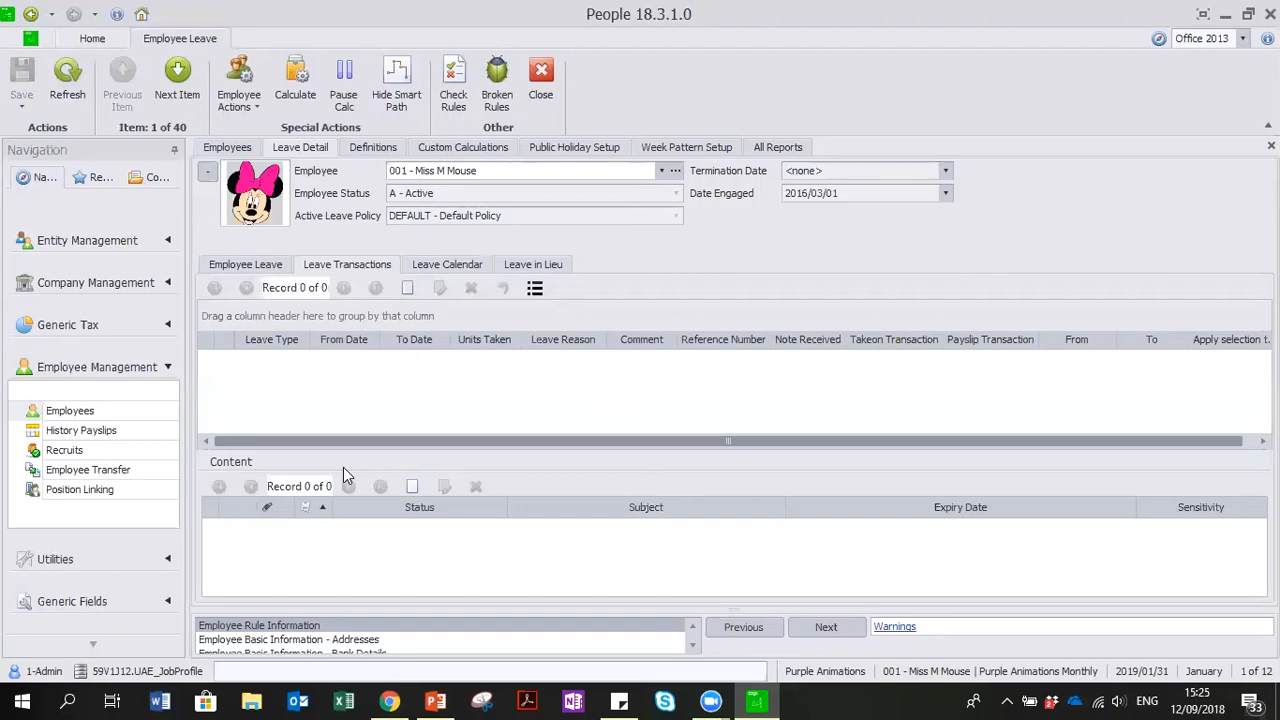 People 18.3.1.0
Home
Employee Leave
Office 2013
Save
Refresh
Previous Item
Next Item
Employee Actions
Calculate
Pause Calc
Hide Smart Path
Check Rules
Broken Rules
Close
Actions
Item: 1 of 40
Special Actions
Other
Navigation
Na...
Re...
Co...
Entity Management
Company Management
Generic Tax
Employee Management
Employees
History Payslips
Recruits
Employee Transfer
Position Linking
Utilities
Generic Fields
Employees
Leave Detail
Definitions
Custom Calculations
Public Holiday Setup
Week Pattern Setup
All Reports
Employee 001 - Miss M Mouse
Termination Date <none>
Employee Status A - Active
Date Engaged 2016/03/01
Active Leave Policy DEFAULT - Default Policy
Employee Leave
Leave Transactions
Leave Calendar
Leave in Lieu
Record 0 of 0
Drag a column header here to group by that column
Leave Type From Date To Date Units Taken Leave Reason Comment Reference Number Note Received Takeon Transaction Payslip Transaction From To Apply selection t...
Content
Record 0 of 0
Status Subject Expiry Date Sensitivity
Employee Rule Information
Employee Basic Information - Addresses
Employee Basic Information - Bank Details
Previous
Next
Warnings
1-Admin
59V1J12.UAE_JobProfile
Purple Animations
001 - Miss M Mouse | Purple Animations Monthly
2019/01/31
January
1 of 12
ENG
15:25
12/09/2018
33